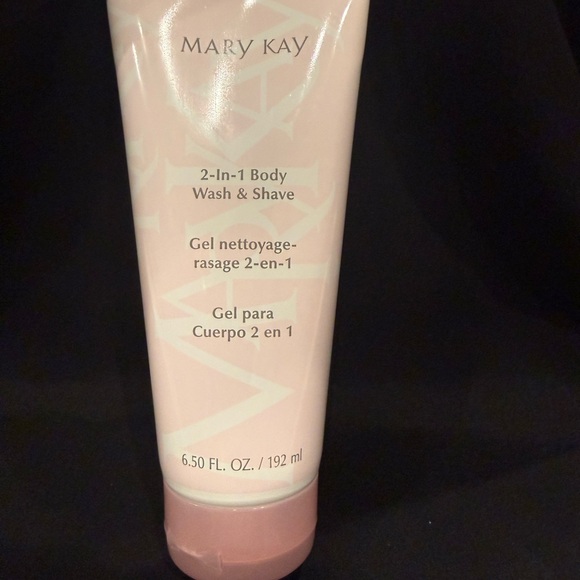 MARY KAY
2-In-1 Body
Wash & Shave
Gel nettoyage-
rasage 2-en-1
Gel para
Cuerpo 2 en 1
6.50 FL. OZ. / 192 ml